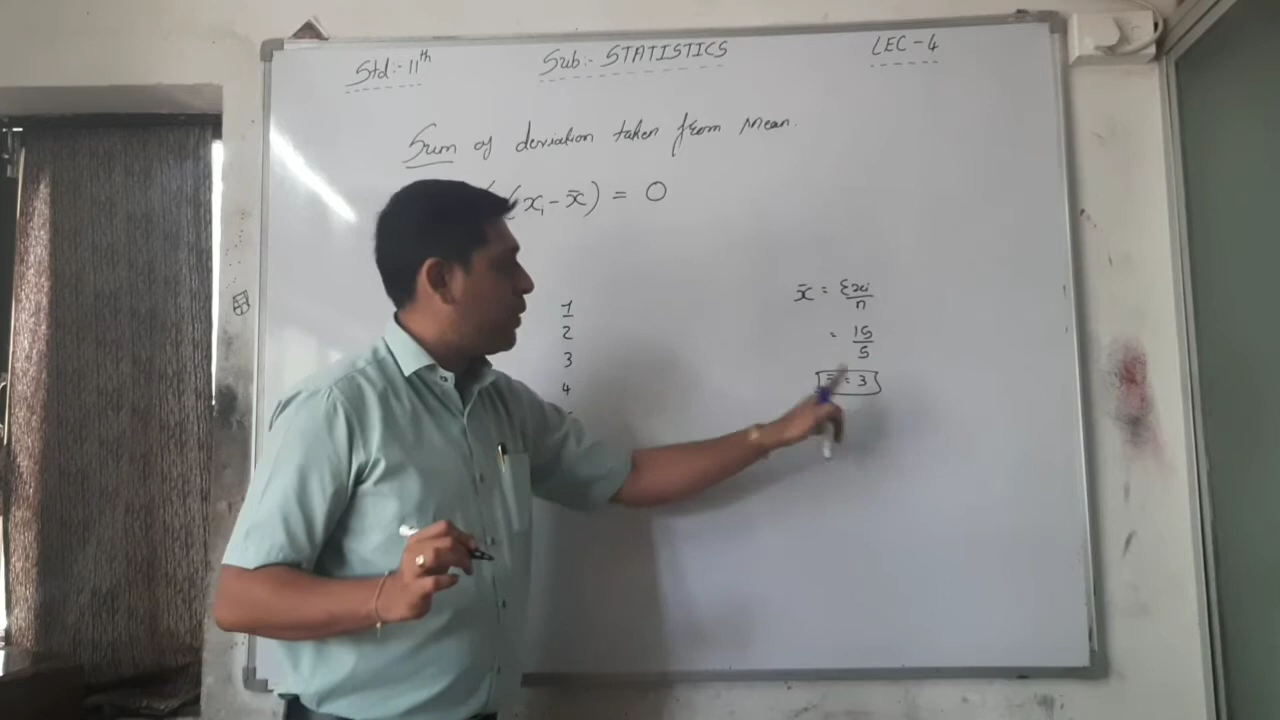 Std:- 11th
Sub:- STATISTICS
LEC - 4
Sum of deviation taken from Mean.
(xi - x̄) = 0
1
2
3
4
x̄ = Σxi/n
= 15/5
= 3